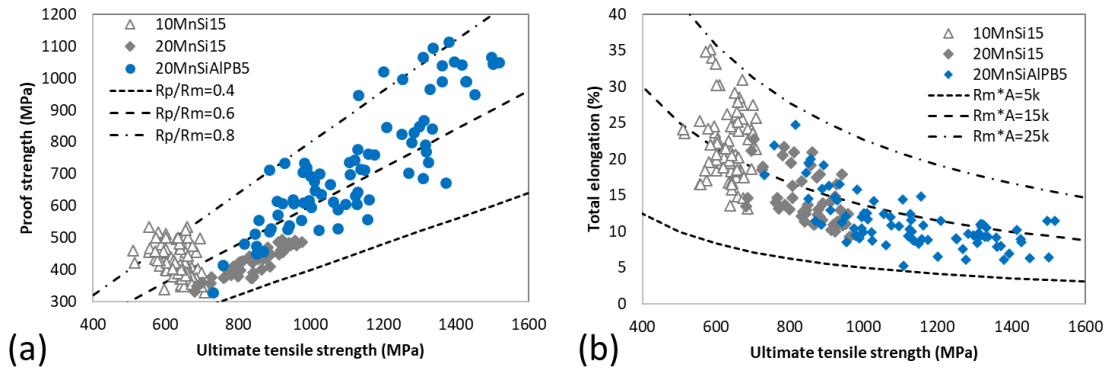 1200
1100
1000
900
800
700
600
500
400
300
Proof strength (MPa)
10MnSi15
20MnSi15
20MnSiAlPB5
Rp/Rm=0.4
Rp/Rm=0.6
Rp/Rm=0.8
400 600 800 1000 1200 1400 1600
Ultimate tensile strength (MPa)
(a)
40
35
30
25
20
15
10
5
0
Total elongation (%)
10MnSi15
20MnSi15
20MnSiAlPB5
Rm*A=5k
Rm*A=15k
Rm*A=25k
400 600 800 1000 1200 1400 1600
Ultimate tensile strength (MPa)
(b)